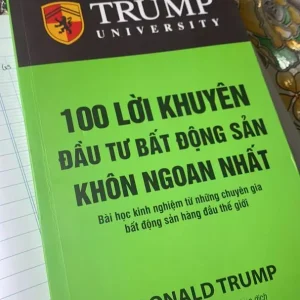 TRUMP
UNIVERSITY
100 LỜI KHUYÊN
ĐẦU TƯ BẤT ĐỘNG SẢN
KHÔN NGOAN NHẤT
Bài học kinh nghiệm từ những chuyên gia
bất động sản hàng đầu thế giới
ONALD TRUMP
dịch